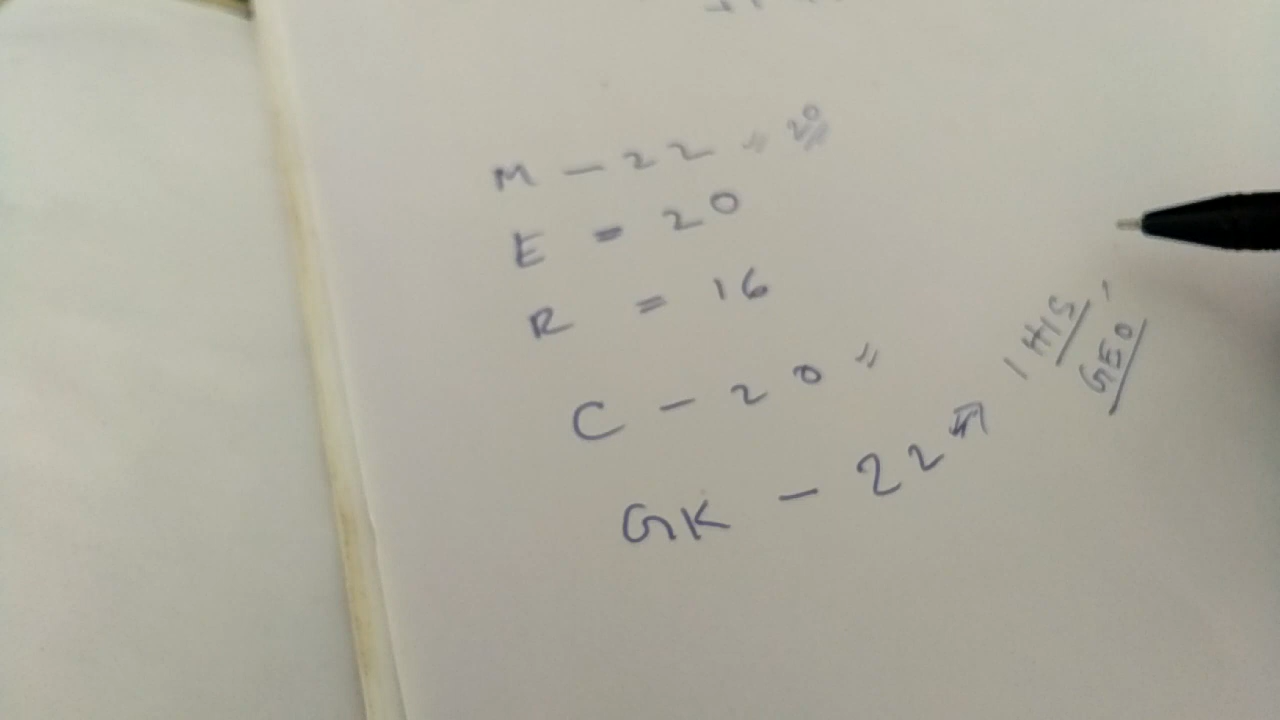 M - 22 = 20
E = 20
R = 16
C - 20 =
GK - 22
HIS,
GEO